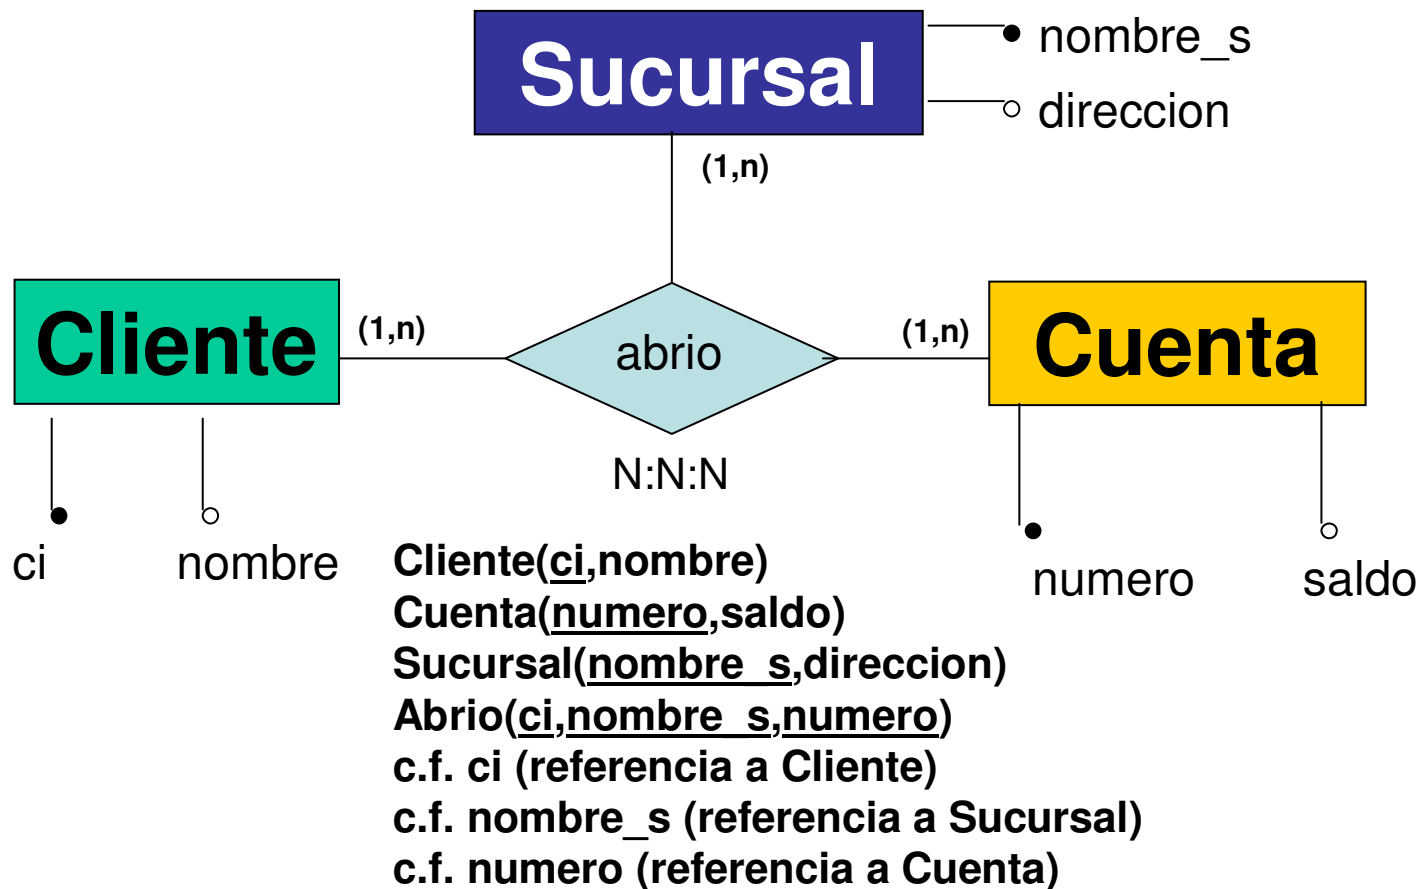 Sucursal
nombre_s
direccion
(1,n)
Cliente
(1,n)
abrio
(1,n)
Cuenta
N:N:N
ci
nombre
numero
saldo
Cliente(ci,nombre)
Cuenta(numero,saldo)
Sucursal(nombre_s,direccion)
Abrio(ci,nombre_s,numero)
c.f. ci (referencia a Cliente)
c.f. nombre_s (referencia a Sucursal)
c.f. numero (referencia a Cuenta)